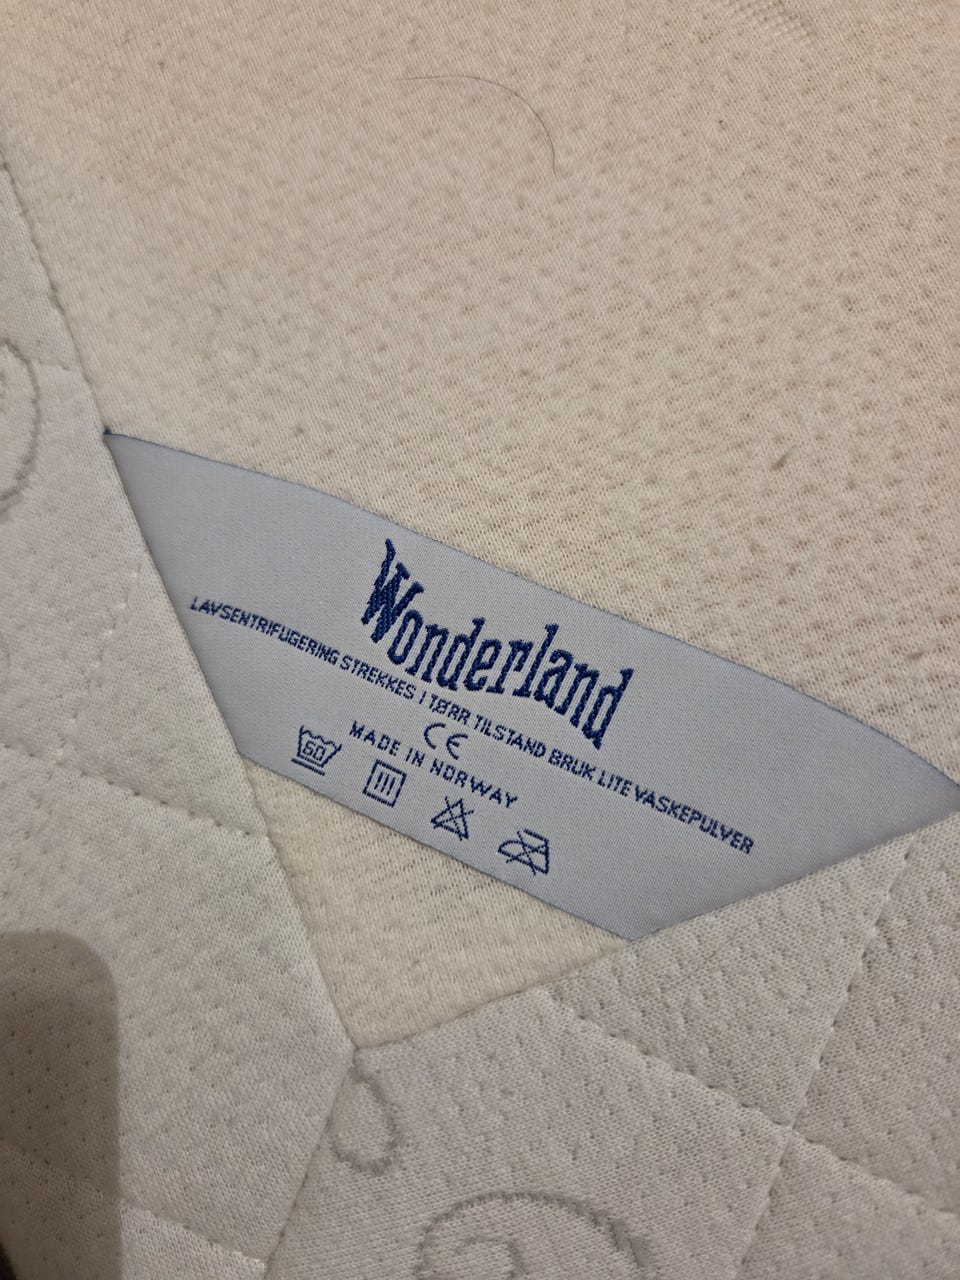 Wonderland
LAVSENTRIFUGERING STREKKES I TØRR TILSTAND BRUK LITE VASKEPULVER
CE
MADE IN NORWAY
60